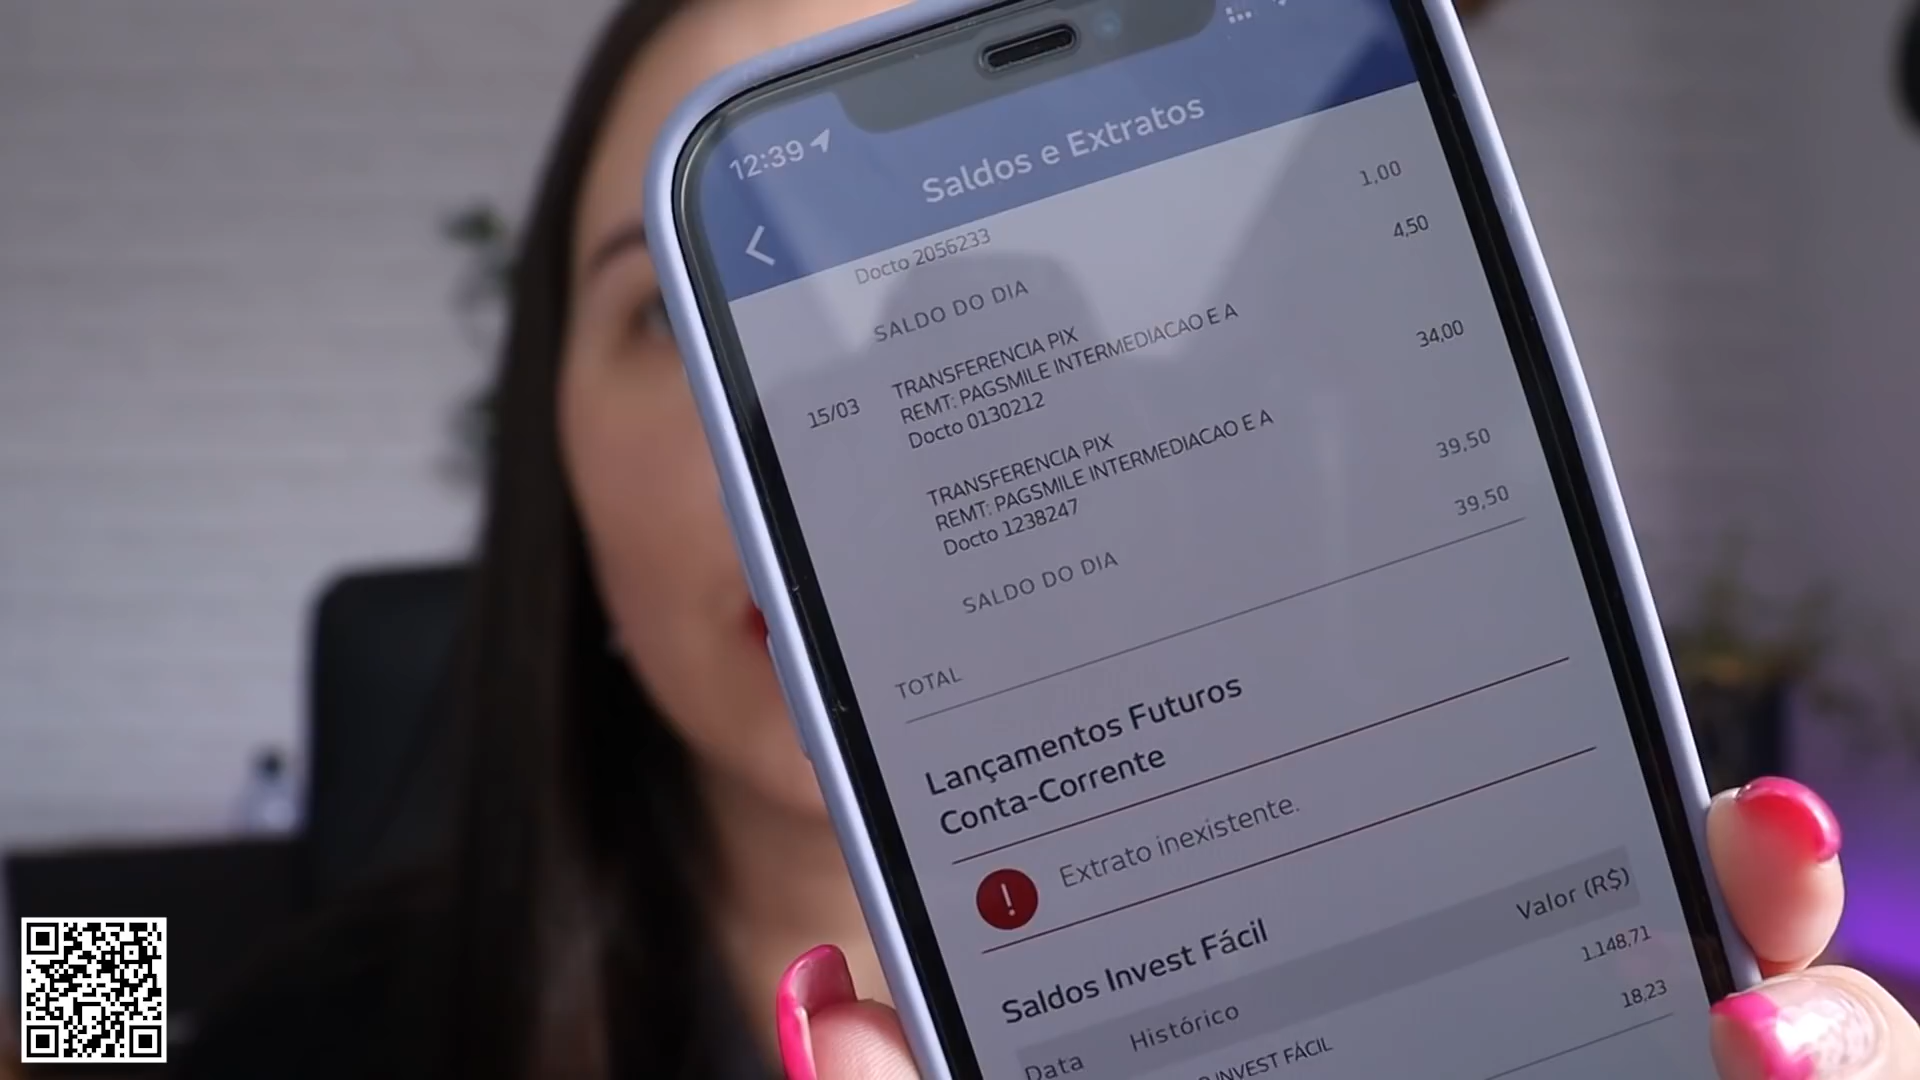 12:39
Saldos e Extratos
1,00
Docto 2056233
4,50
SALDO DO DIA
15/03
TRANSFERENCIA PIX
REMT: PAGSMILE INTERMEDIACAO E A
Docto 0130212
34,00
TRANSFERENCIA PIX
REMT: PAGSMILE INTERMEDIACAO E A
Docto 1238247
39,50
SALDO DO DIA
39,50
TOTAL
Lançamentos Futuros
Conta-Corrente
Extrato inexistente.
Saldos Invest Fácil
Valor (R$)
Data
Histórico
1.148,71
INVEST FÁCIL
18,23